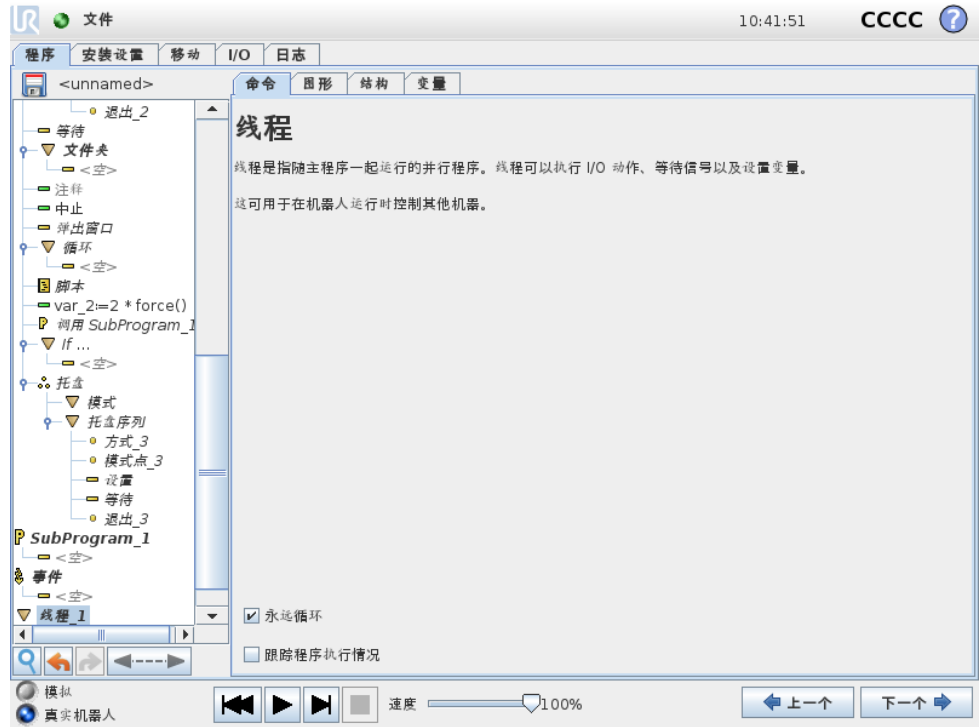 UR 文件 10:41:51 CCCC ?
程序 安装设置 移动 I/O 日志
<unnamed>
命令 图形 结构 变量
退出_2
等待
文件夹
<空>
注释
中止
弹出窗口
循环
<空>
脚本
var_2:=2 * force()
调用 SubProgram_1
If ...
<空>
托盘
模式
托盘序列
方式_3
模式点_3
设置
等待
退出_3
SubProgram_1
<空>
事件
<空>
线程_1
线程
线程是指随主程序一起运行的并行程序。线程可以执行 I/O 动作、等待信号以及设置变量。
这可用于在机器人运行时控制其他机器。
永远循环
跟踪程序执行情况
模拟
真实机器人
速度 100%
上一个 下一个